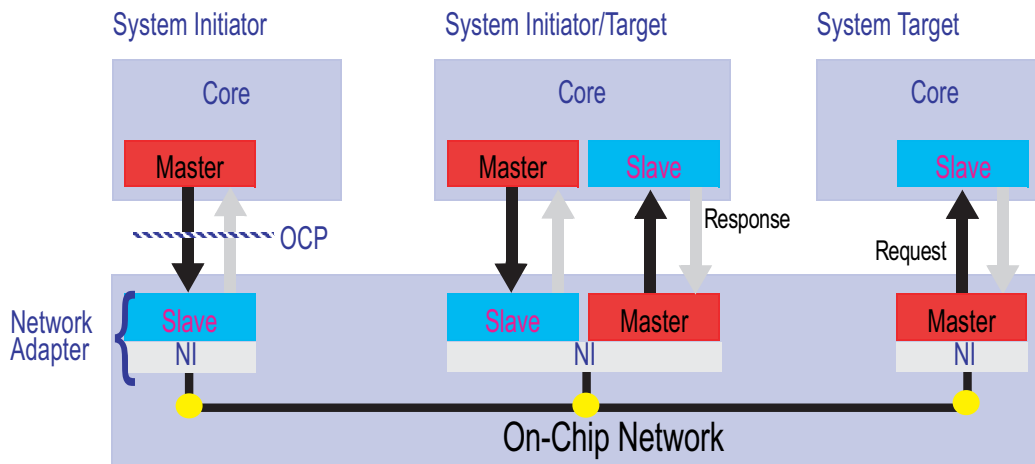 System Initiator
System Initiator/Target
System Target
Core
Core
Core
Master
Master
Slave
Slave
OCP
Response
Request
Network
Adapter
Slave
Slave
Master
Master
NI
NI
NI
On-Chip Network